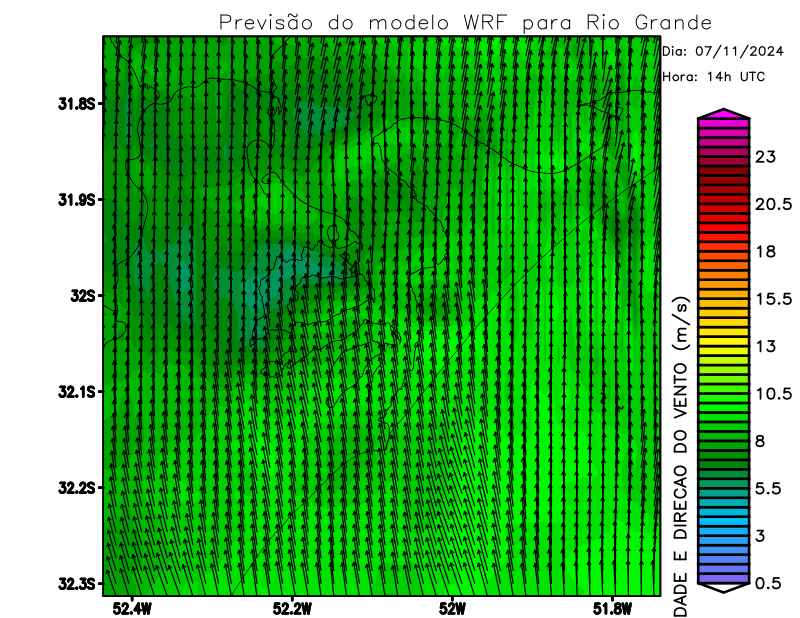 Previsão do modelo WRF para Rio Grande
Dia: 07/11/2024
Hora: 14h UTC
31.8S
31.9S
32S
32.1S
32.2S
32.3S
52.4W
52.2W
52W
51.8W
23
20.5
18
15.5
13
10.5
8
5.5
3
0.5
DADE E DIRECAO DO VENTO (m/s)